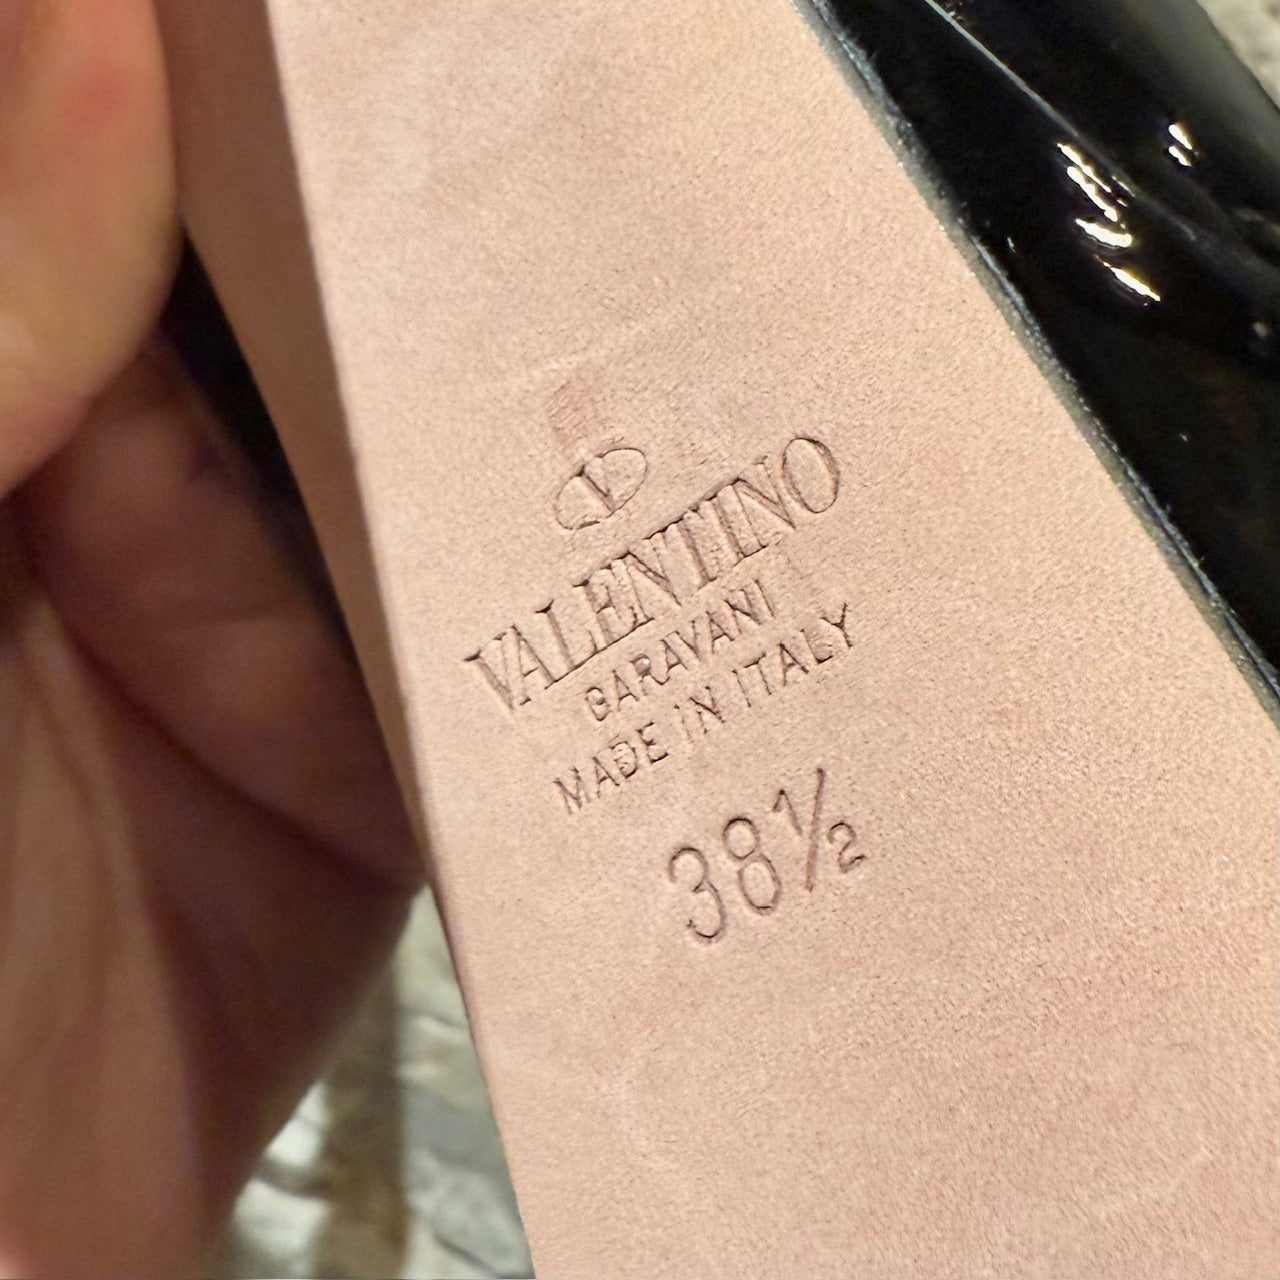 V
VALENTINO
GARAVANI
MADE IN ITALY
38½